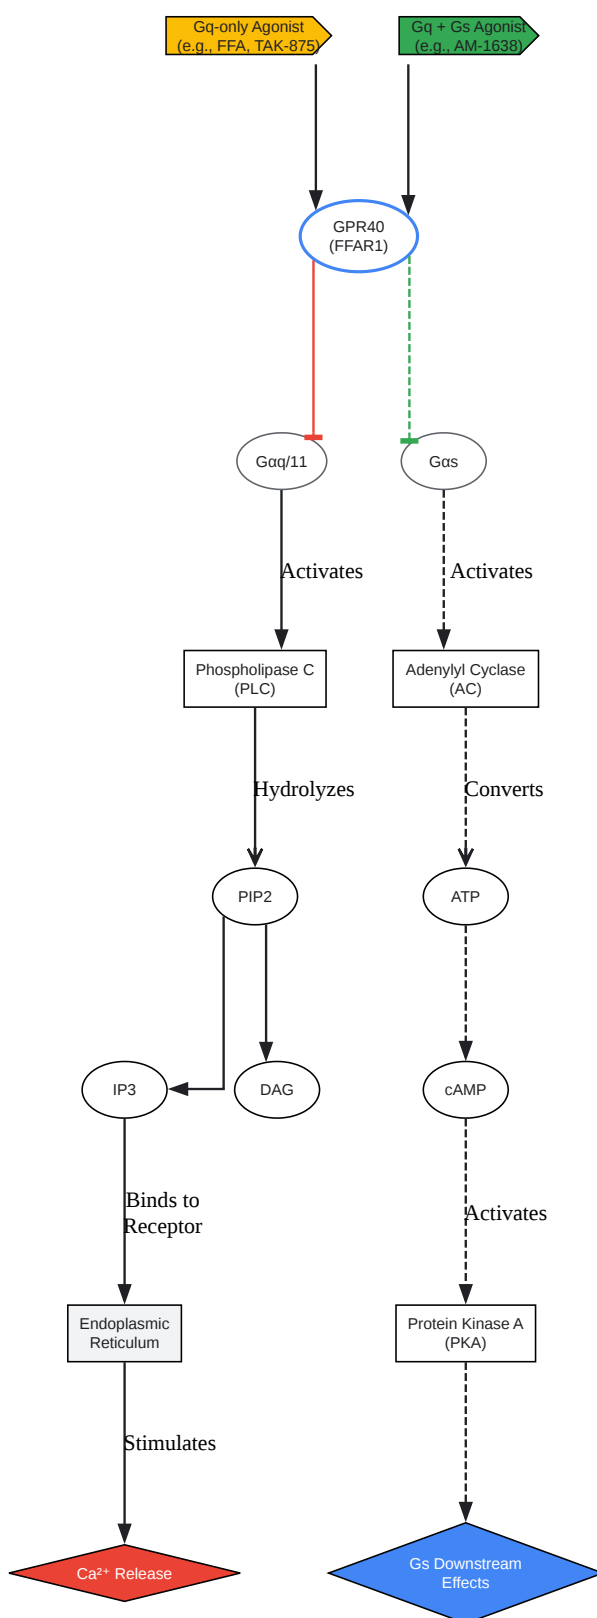 Gq-only Agonist
(e.g., FFA, TAK-875)
Gq + Gs Agonist
(e.g., AM-1638)
GPR40
(FFAR1)
Gαq/11
Gαs
Activates
Activates
Phospholipase C
(PLC)
Adenylyl Cyclase
(AC)
Hydrolyzes
Converts
PIP2
ATP
IP3
DAG
cAMP
Binds to
Receptor
Activates
Endoplasmic
Reticulum
Protein Kinase A
(PKA)
Stimulates
Ca²⁺ Release
Gs Downstream
Effects